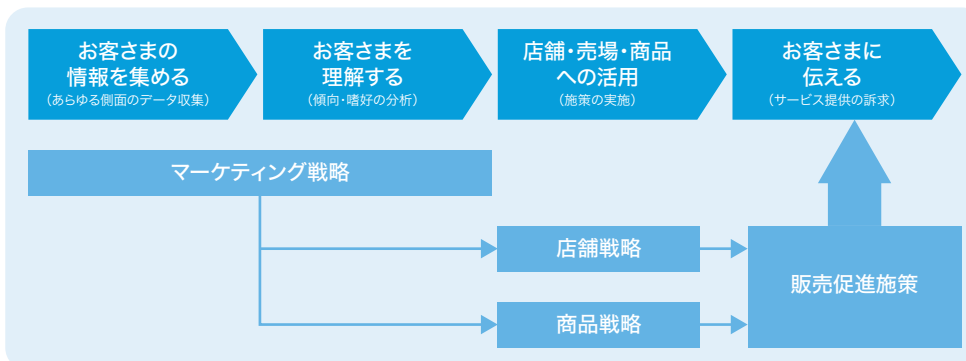 お客さまの
情報を集める
（あらゆる側面のデータ収集）
お客さまを
理解する
（傾向・嗜好の分析）
店舗・売場・商品
への活用
（施策の実施）
お客さまに
伝える
（サービス提供の訴求）
マーケティング戦略
店舗戦略
商品戦略
販売促進施策